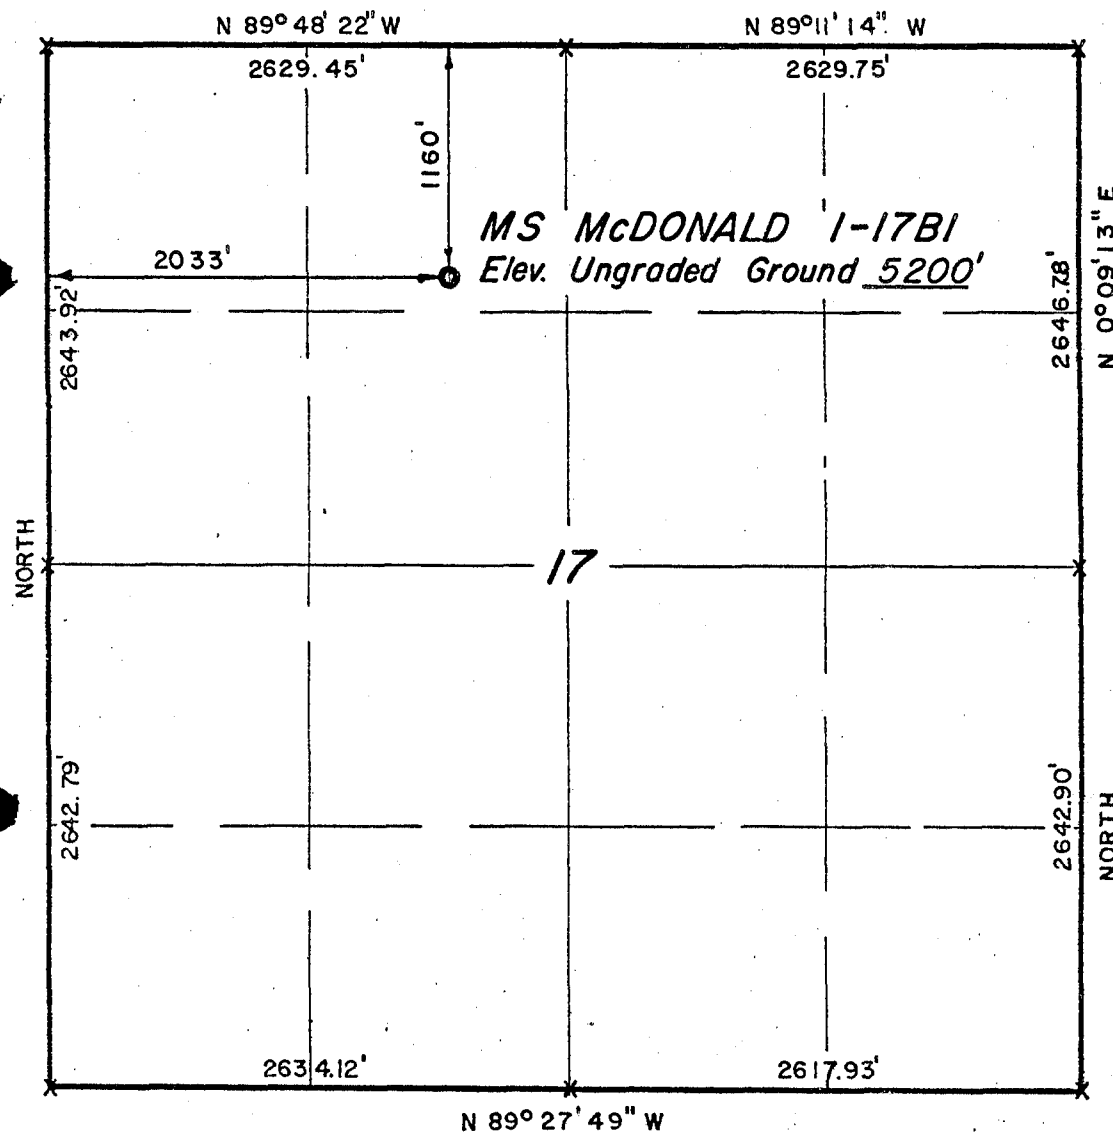 N 89° 48' 22" W
N 89° 11' 14" W
2629.45'
2629.75'
1160'
MS McDONALD 1-17B1
2033'
Elev. Ungraded Ground 5200'
2643.92'
2646.78'
N 0° 09' 13" E
NORTH
17
2642.79'
2642.90'
NORTH
2634.12'
2617.93'
N 89° 27' 49" W